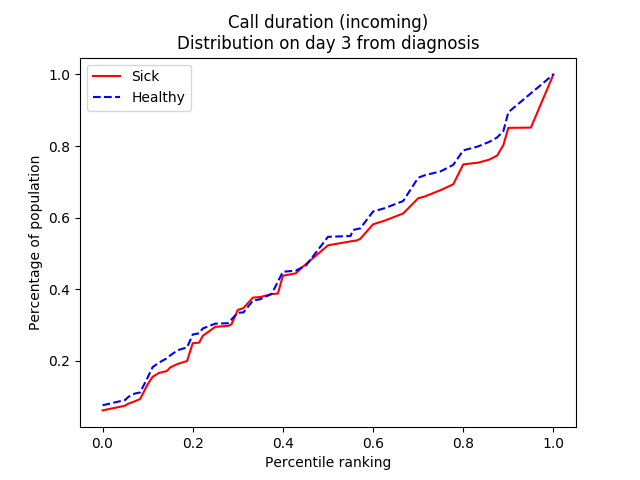 Call duration (incoming)
Distribution on day 3 from diagnosis
Sick
Healthy
Percentage of population
1.0
0.8
0.6
0.4
0.2
0.0 0.2 0.4 0.6 0.8 1.0
Percentile ranking